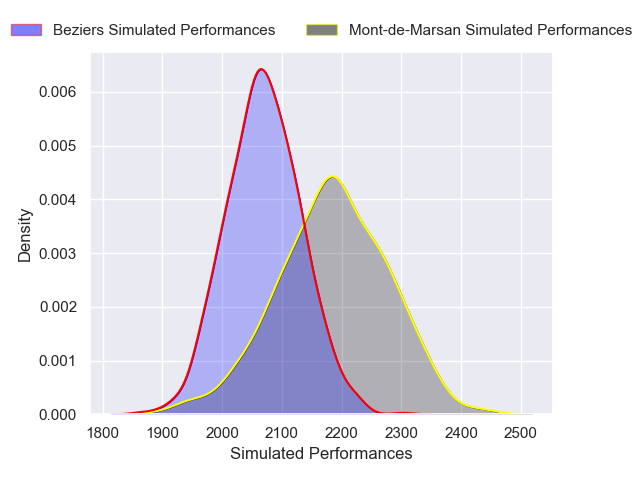 Beziers Simulated Performances
Mont-de-Marsan Simulated Performances
Density
0.006
0.005
0.004
0.003
0.002
0.001
0.000
1800 1900 2000 2100 2200 2300 2400 2500
Simulated Performances